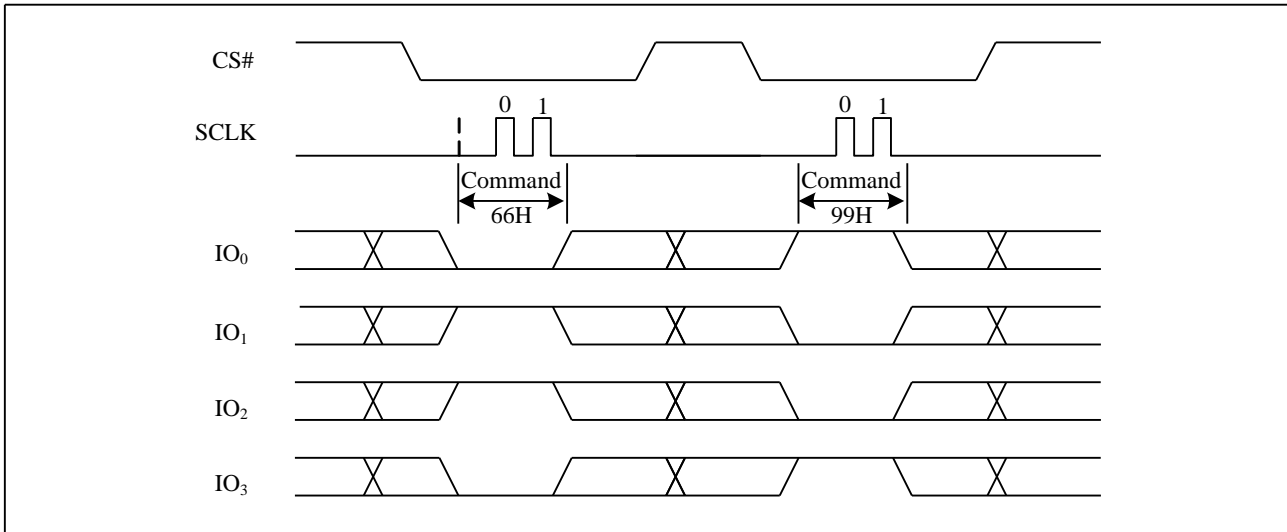 CS#
0 1 0 1
SCLK
Command Command
66H 99H
IO₀
IO₁
IO₂
IO₃